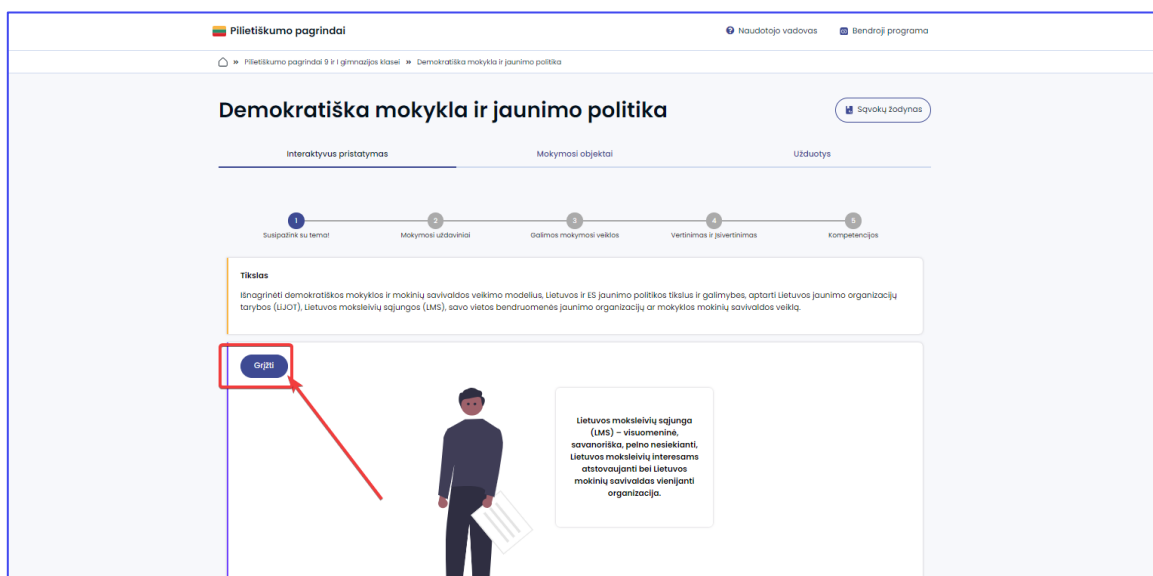 Pilietiškumo pagrindai
Naudotojo vadovas
Bendroji programa
» Pilietiškumo pagrindai 9 ir I gimnazijos klasei » Demokratiška mokykla ir jaunimo politika
Demokratiška mokykla ir jaunimo politika
Sąvokų žodynas
Interaktyvus pristatymas
Mokymosi objektai
Užduotys
1
2
3
4
5
Susipažink su tema!
Mokymosi uždaviniai
Galimos mokymosi veiklos
Vertinimas ir įsivertinimas
Kompetencijos
Tikslas
Išnagrinėti demokratiškos mokyklos ir mokinių savivaldos veikimo modelius, Lietuvos ir ES jaunimo politikos tikslus ir galimybes, aptarti Lietuvos jaunimo organizacijų
tarybos (LiJOT), Lietuvos moksleivių sąjungos (LMS), savo vietos bendruomenės jaunimo organizacijų ar mokyklos mokinių savivaldos veiklą.
Grįžti
Lietuvos moksleivių sąjunga
(LMS) – visuomeninė,
savanoriška, pelno nesiekianti,
Lietuvos moksleivių interesams
atstovaujanti bei Lietuvos
mokinių savivaldas vienijanti
organizacija.